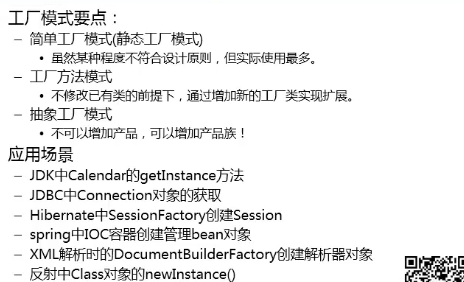 工厂模式要点：
– 简单工厂模式(静态工厂模式)
• 虽然某种程度不符合设计原则，但实际使用最多。
– 工厂方法模式
• 不修改已有类的前提下，通过增加新的工厂类实现扩展。
– 抽象工厂模式
• 不可以增加产品，可以增加产品族！
应用场景
– JDK中Calendar的getInstance方法
– JDBC中Connection对象的获取
– Hibernate中SessionFactory创建Session
– spring中IOC容器创建管理bean对象
– XML解析时的DocumentBuilderFactory创建解析器对象
– 反射中Class对象的newInstance()